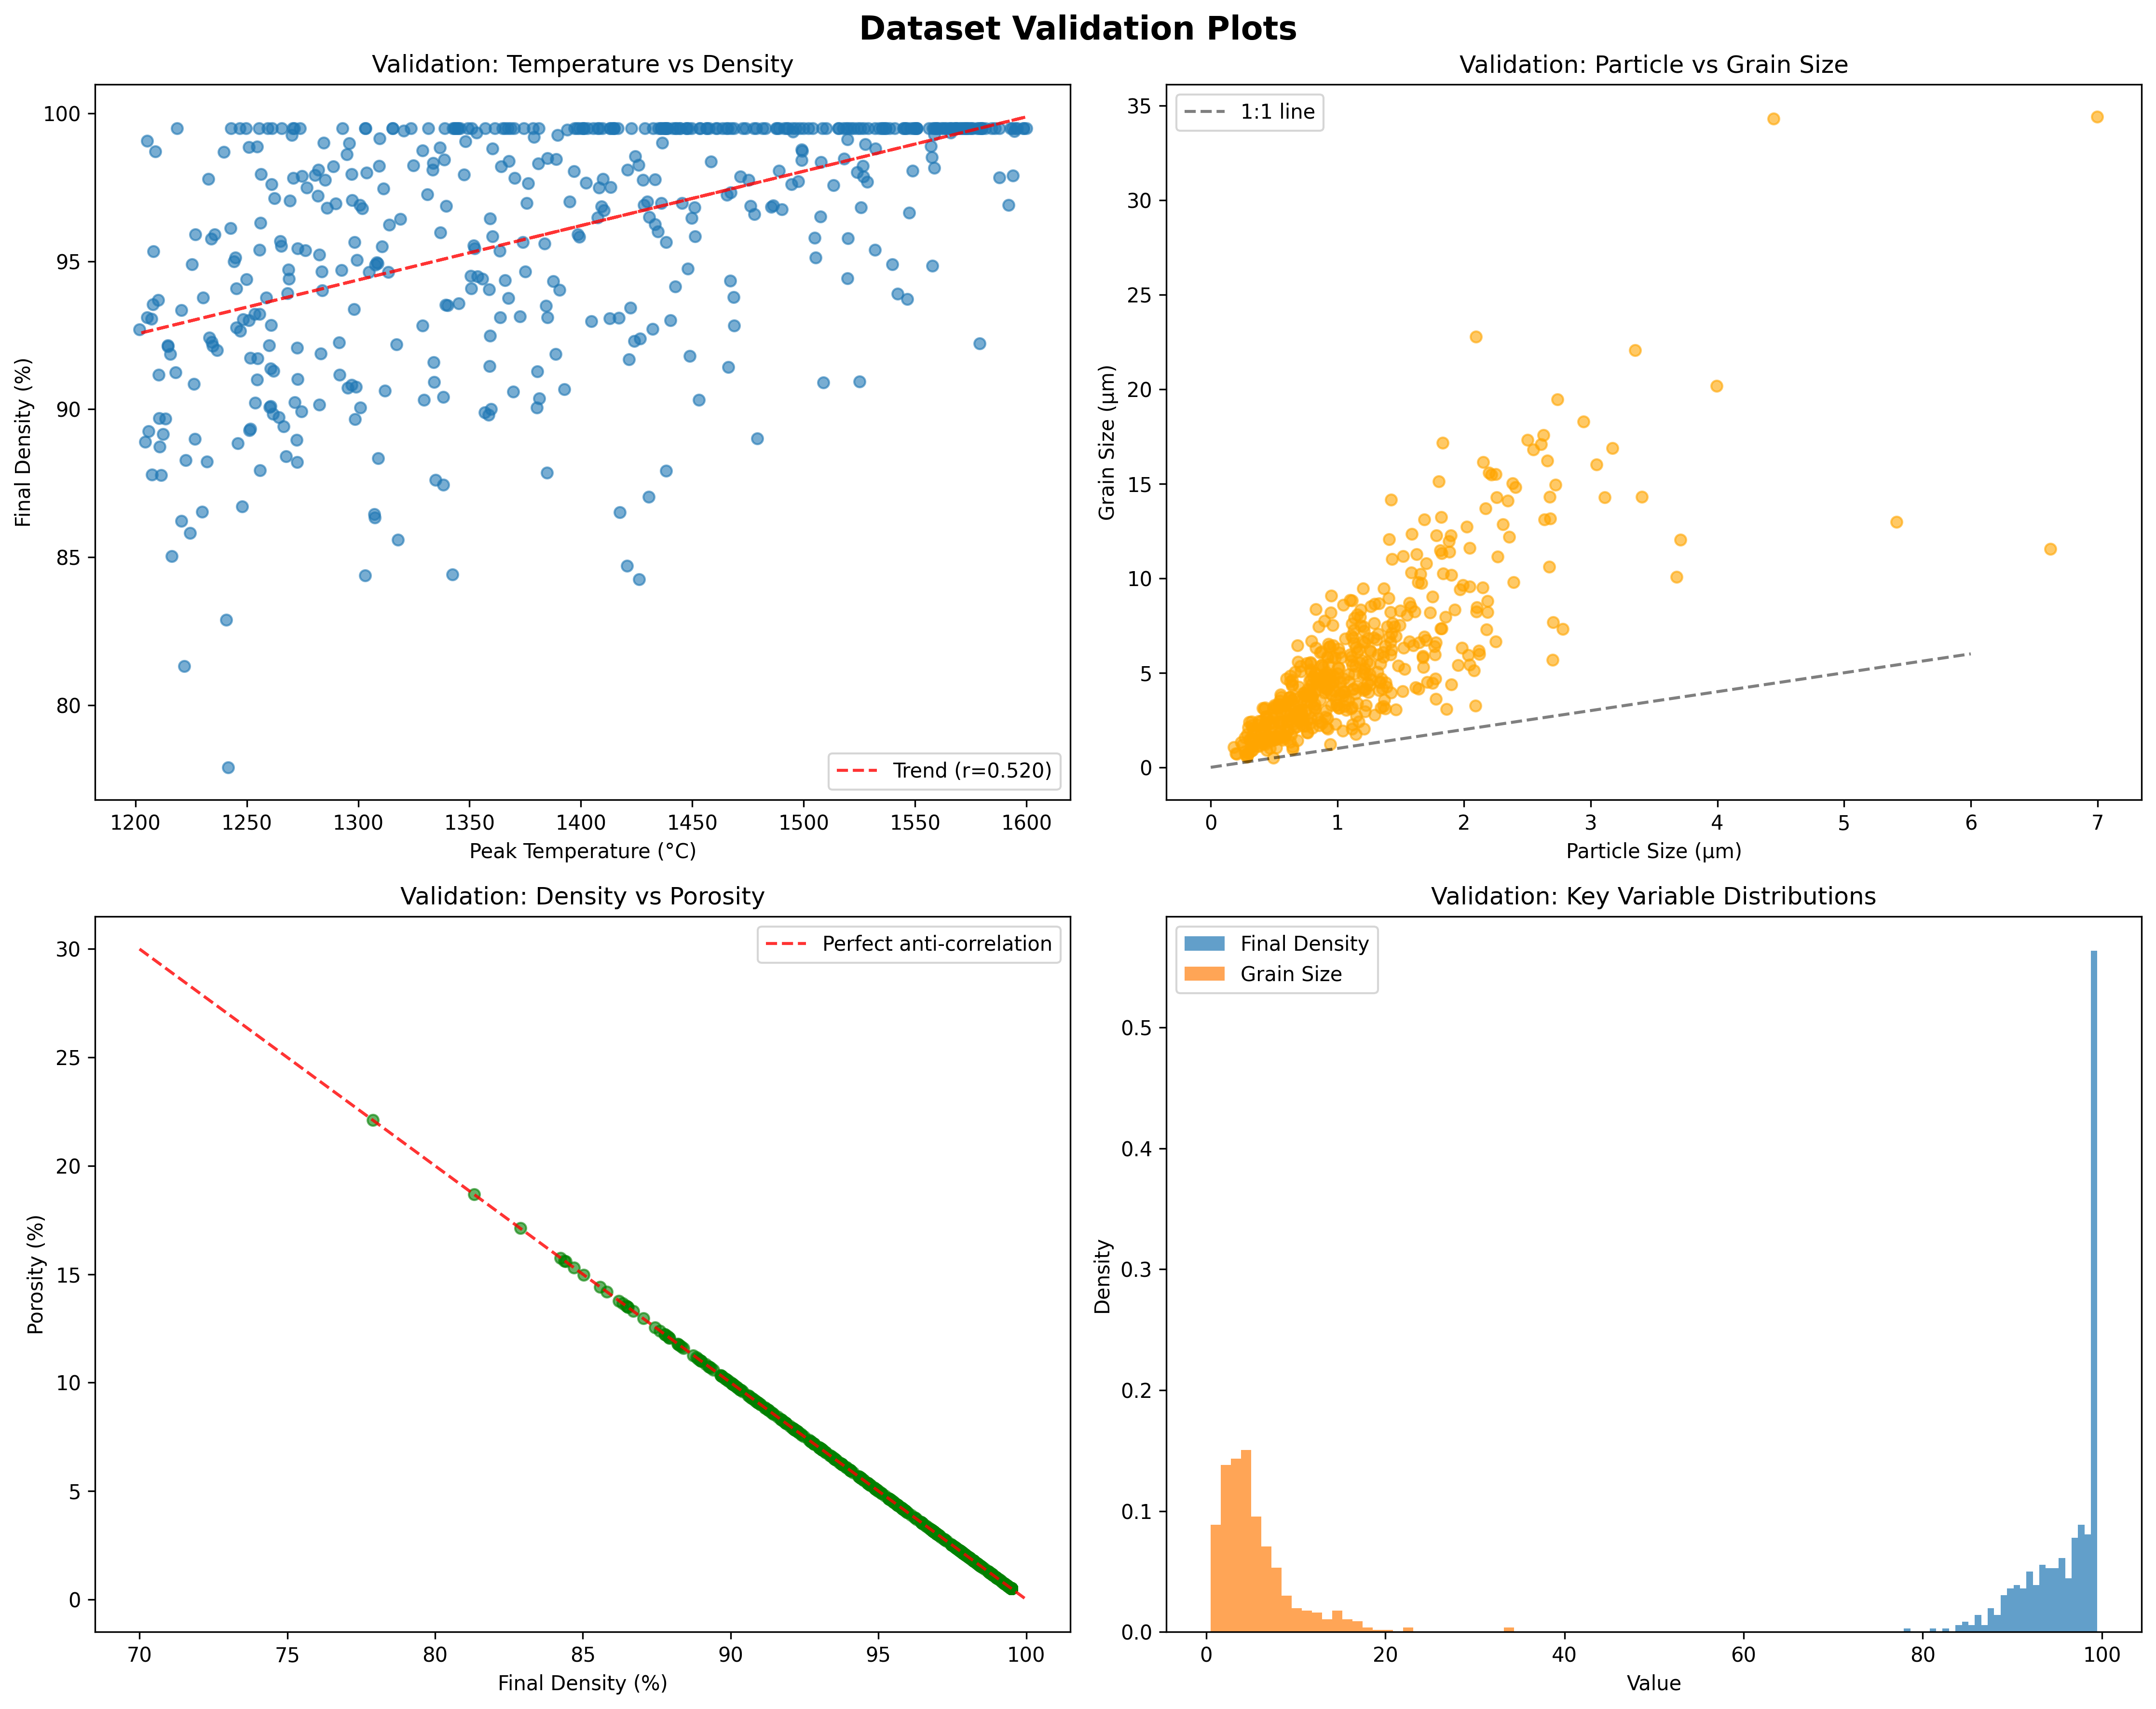 Dataset Validation Plots
Validation: Temperature vs Density
Final Density (%)
100
95
90
85
80
Trend (r=0.520)
1200 1250 1300 1350 1400 1450 1500 1550 1600
Peak Temperature (°C)
Validation: Particle vs Grain Size
1:1 line
Grain Size (μm)
35
30
25
20
15
10
5
0
0 1 2 3 4 5 6 7
Particle Size (μm)
Validation: Density vs Porosity
Perfect anti-correlation
Porosity (%)
30
25
20
15
10
5
0
70 75 80 85 90 95 100
Final Density (%)
Validation: Key Variable Distributions
Final Density
Grain Size
Density
0.5
0.4
0.3
0.2
0.1
0.0
0 20 40 60 80 100
Value